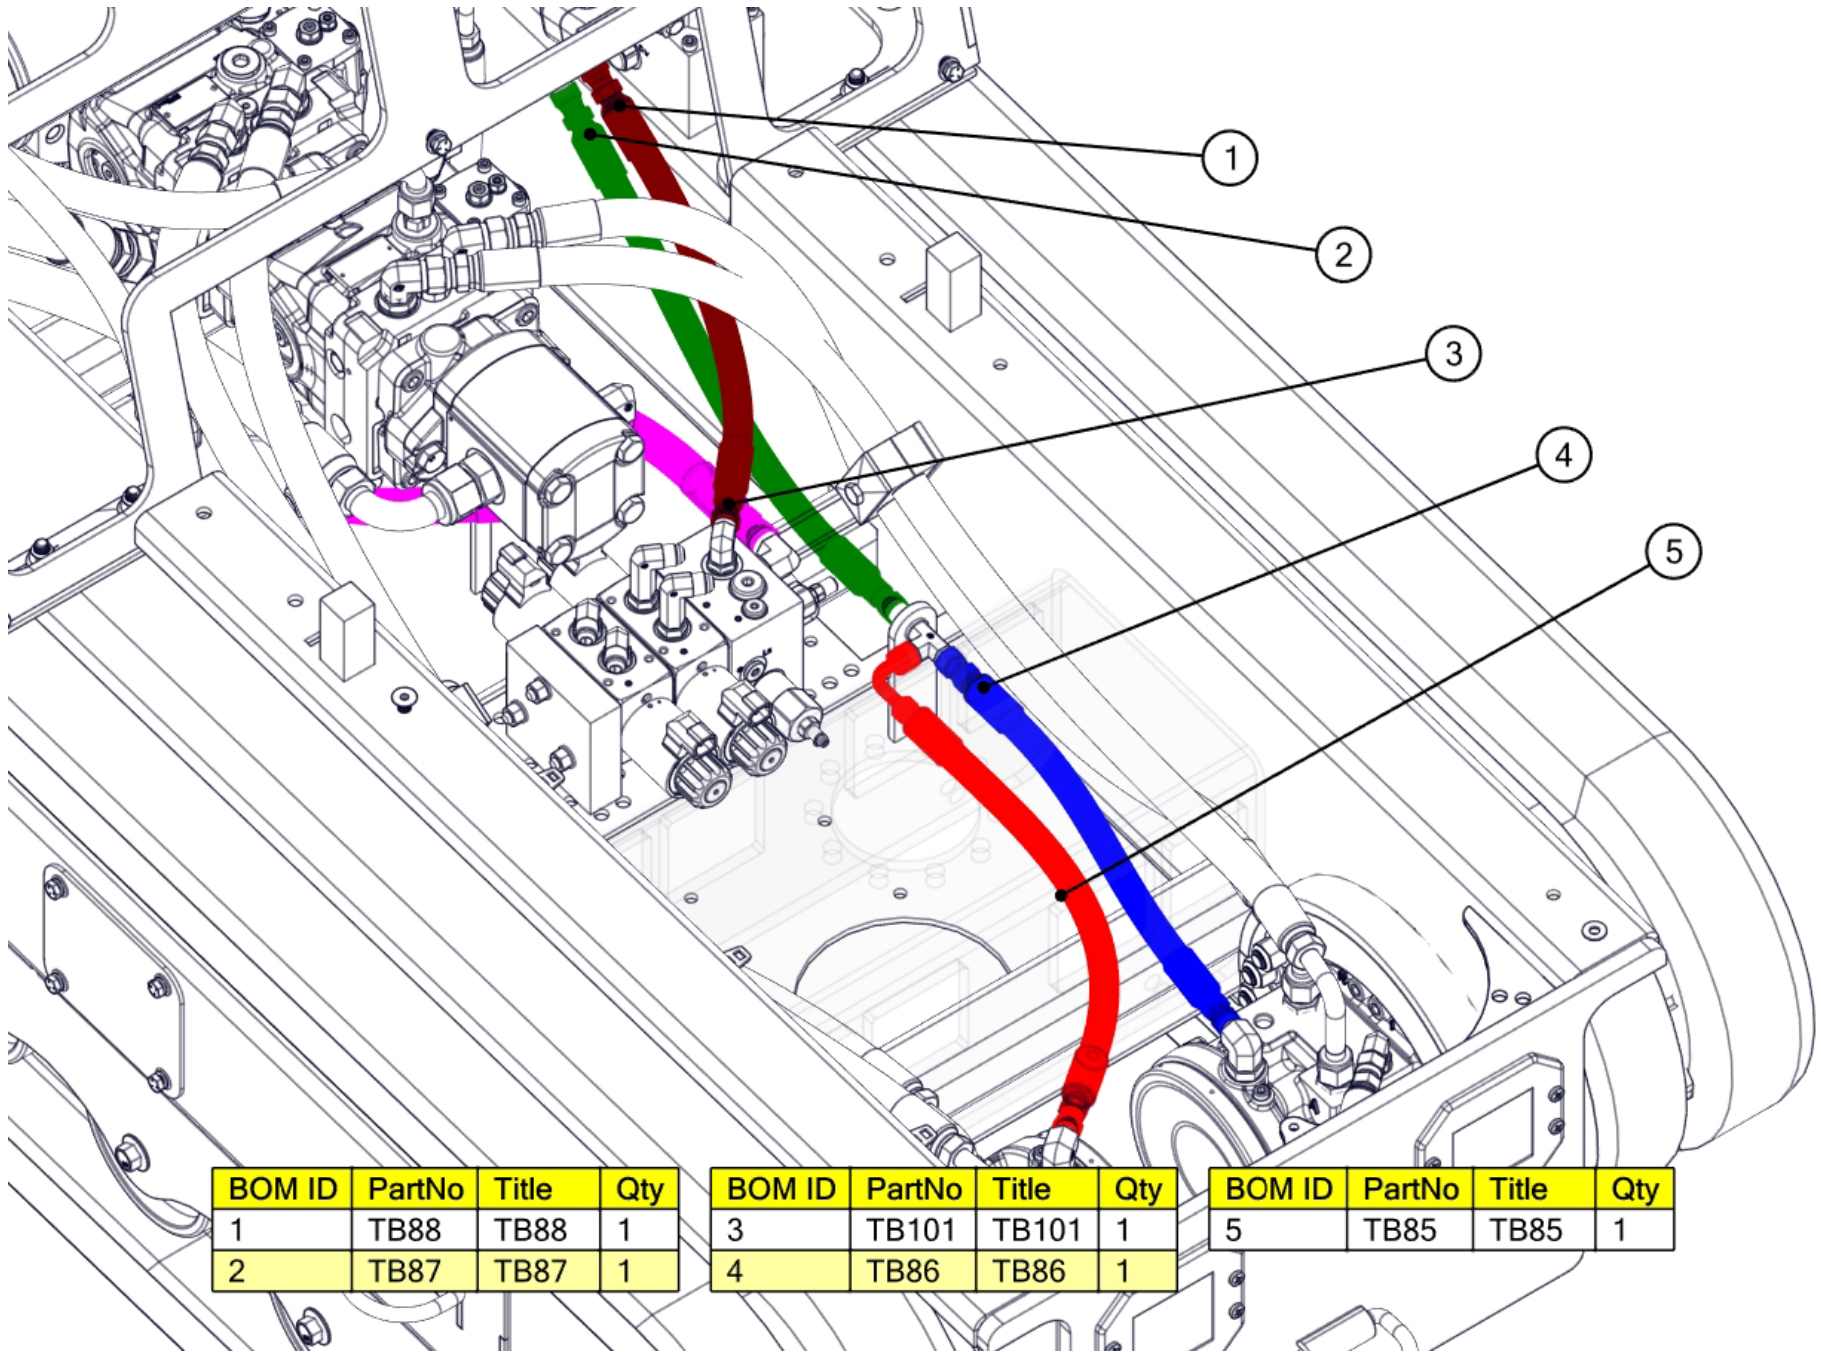 1
2
3
4
5
BOM ID PartNo Title Qty
1 TB88 TB88 1
2 TB87 TB87 1
BOM ID PartNo Title Qty
3 TB101 TB101 1
4 TB86 TB86 1
BOM ID PartNo Title Qty
5 TB85 TB85 1